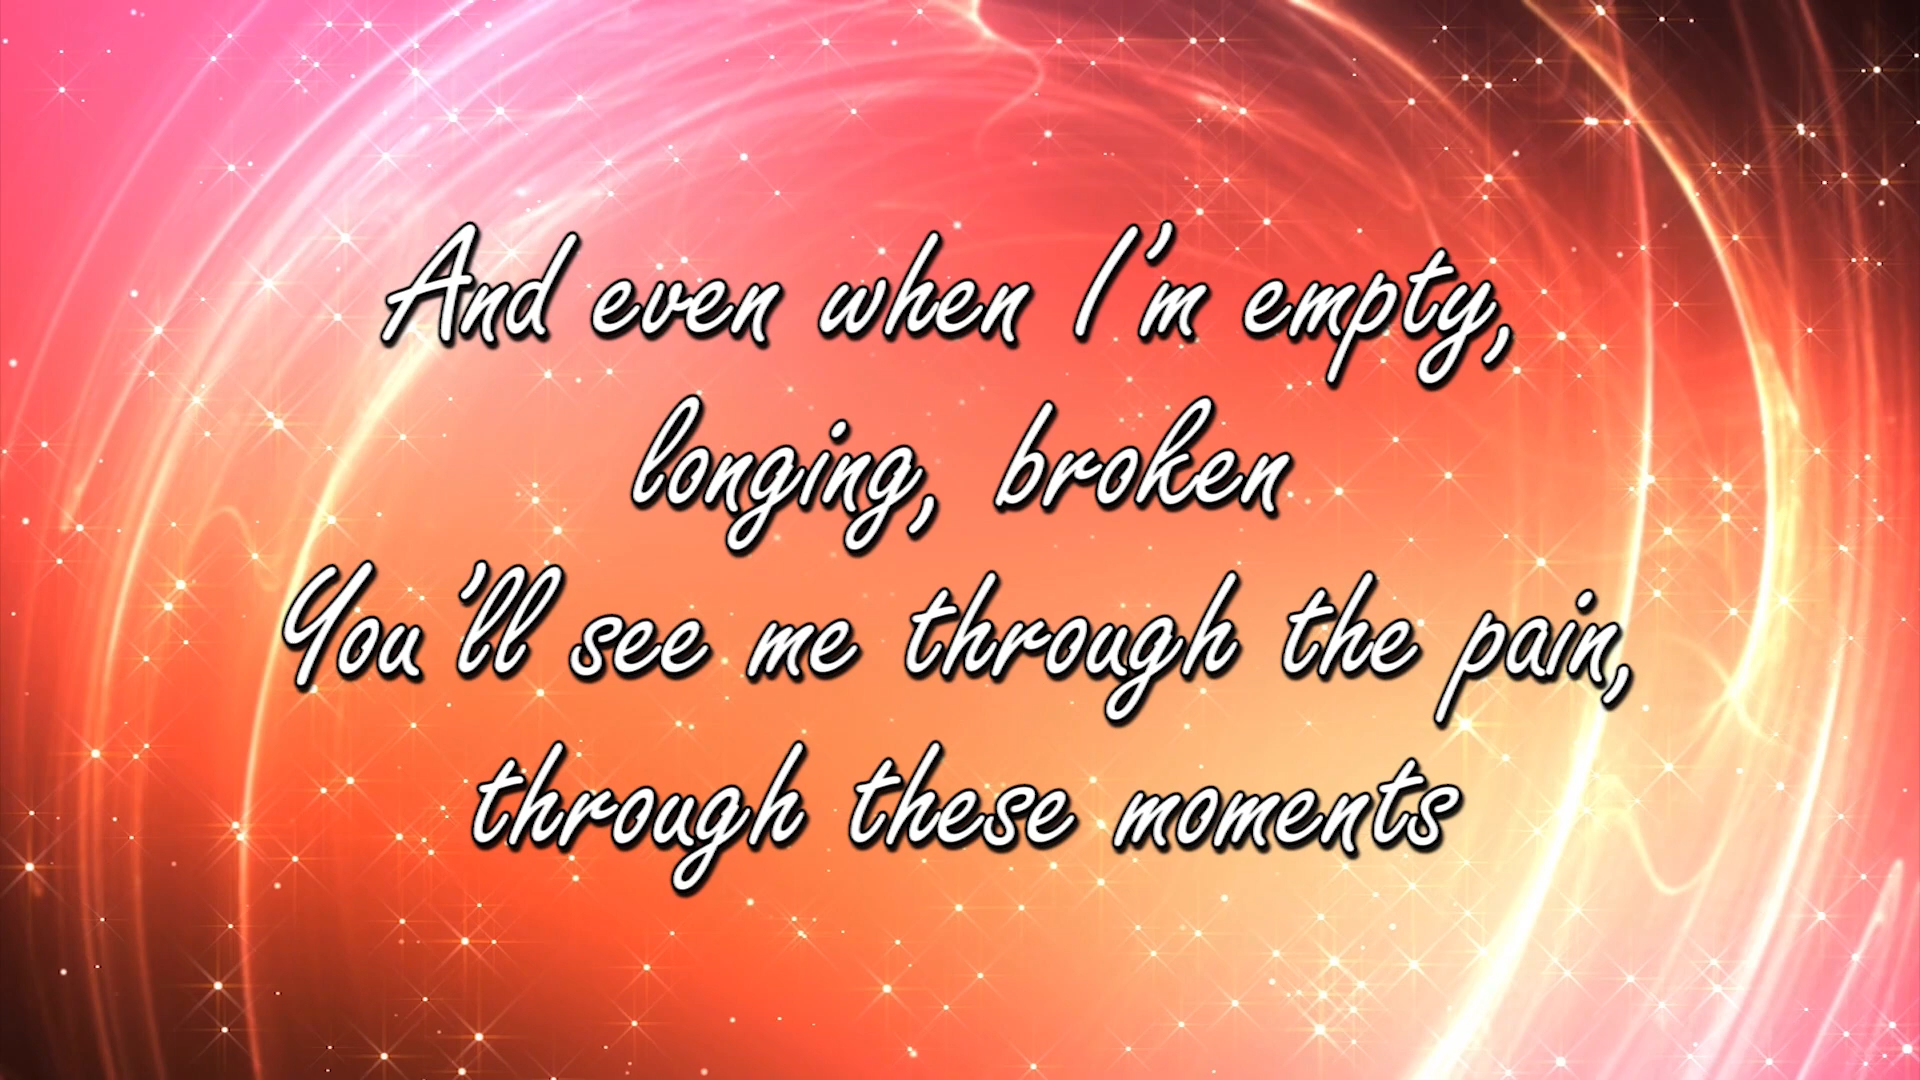 And even when I'm empty,
longing, broken
You'll see me through the pain,
through these moments